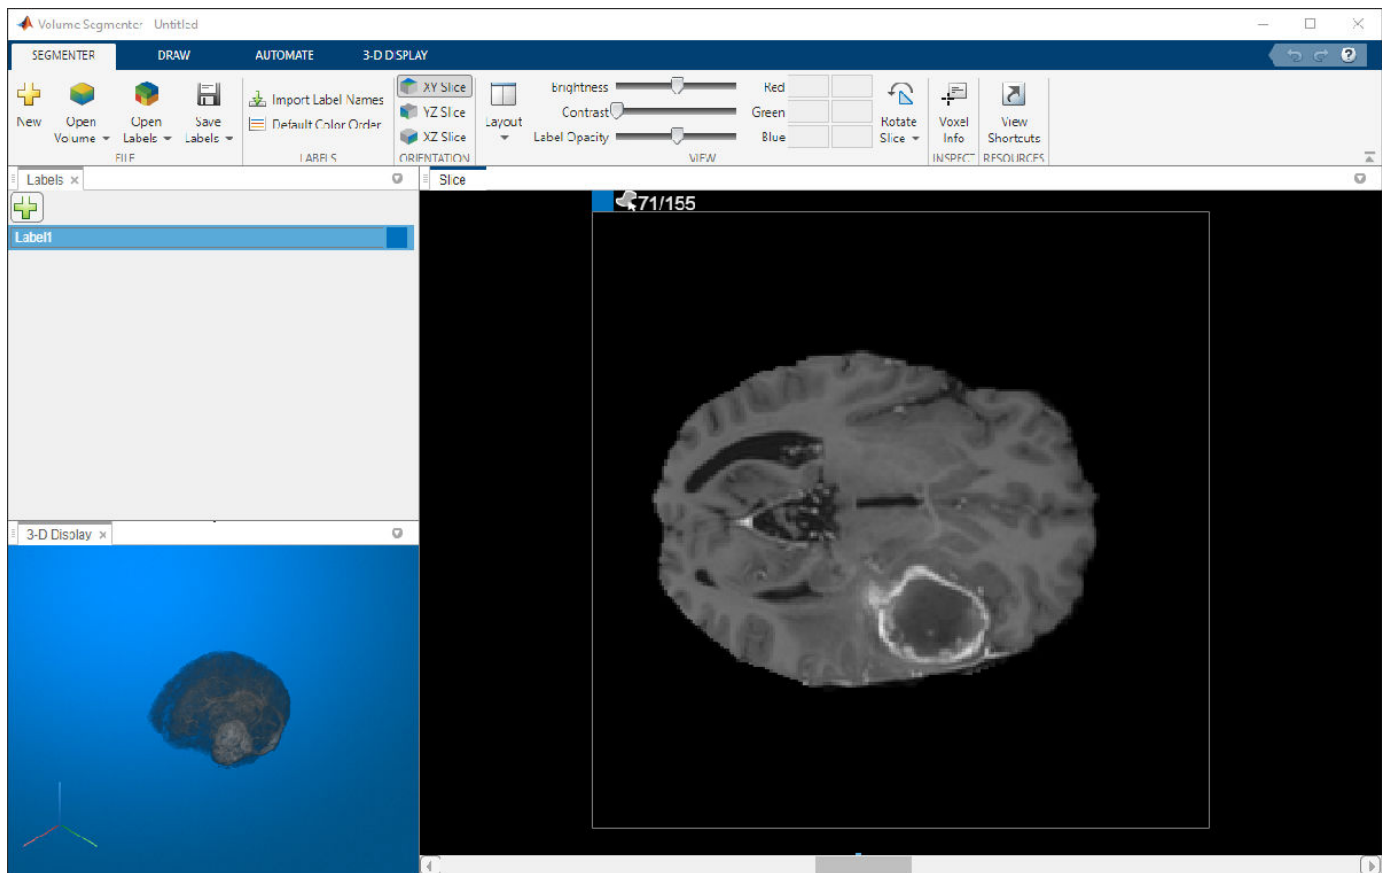 Volume Segmenter - Untitled
SEGMENTER DRAW AUTOMATE 3-D DISPLAY
New
Open Volume
Open Labels
Save Labels
FILE
Import Label Names
Default Color Order
LABELS
XY Slice
YZ Slice
XZ Slice
ORIENTATION
Layout
Brightness
Contrast
Label Opacity
Red
Green
Blue
VIEW
Rotate Slice
Voxel Info
INSPECT
View Shortcuts
RESOURCES
Labels
Label1
3-D Display
Slice
71/155